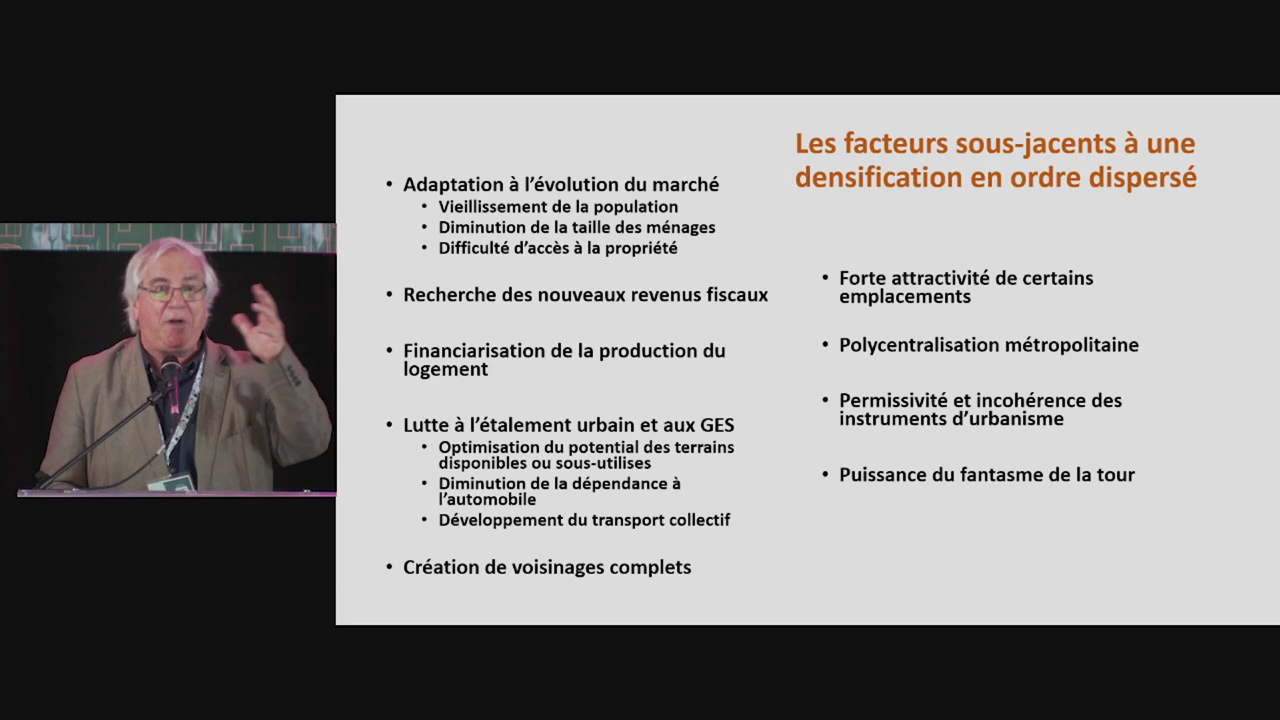 Les facteurs sous-jacents à une
densification en ordre dispersé
• Adaptation à l'évolution du marché
• Vieillissement de la population
• Diminution de la taille des ménages
• Difficulté d'accès à la propriété
• Recherche des nouveaux revenus fiscaux
• Financiarisation de la production du
logement
• Lutte à l'étalement urbain et aux GES
• Optimisation du potential des terrains
disponibles ou sous-utilises
• Diminution de la dépendance à
l'automobile
• Développement du transport collectif
• Création de voisinages complets
• Forte attractivité de certains
emplacements
• Polycentralisation métropolitaine
• Permissivité et incohérence des
instruments d'urbanisme
• Puissance du fantasme de la tour